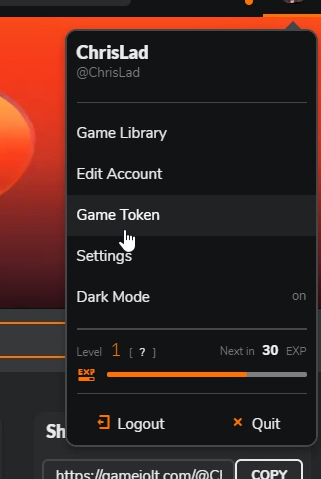 ChrisLad
@ChrisLad
Game Library
Edit Account
Game Token
Settings
Dark Mode on
Level 1 [ ? ] Next in 30 EXP
EXP
Logout × Quit
Sh
https://gamejolt.com/@Cl COPY